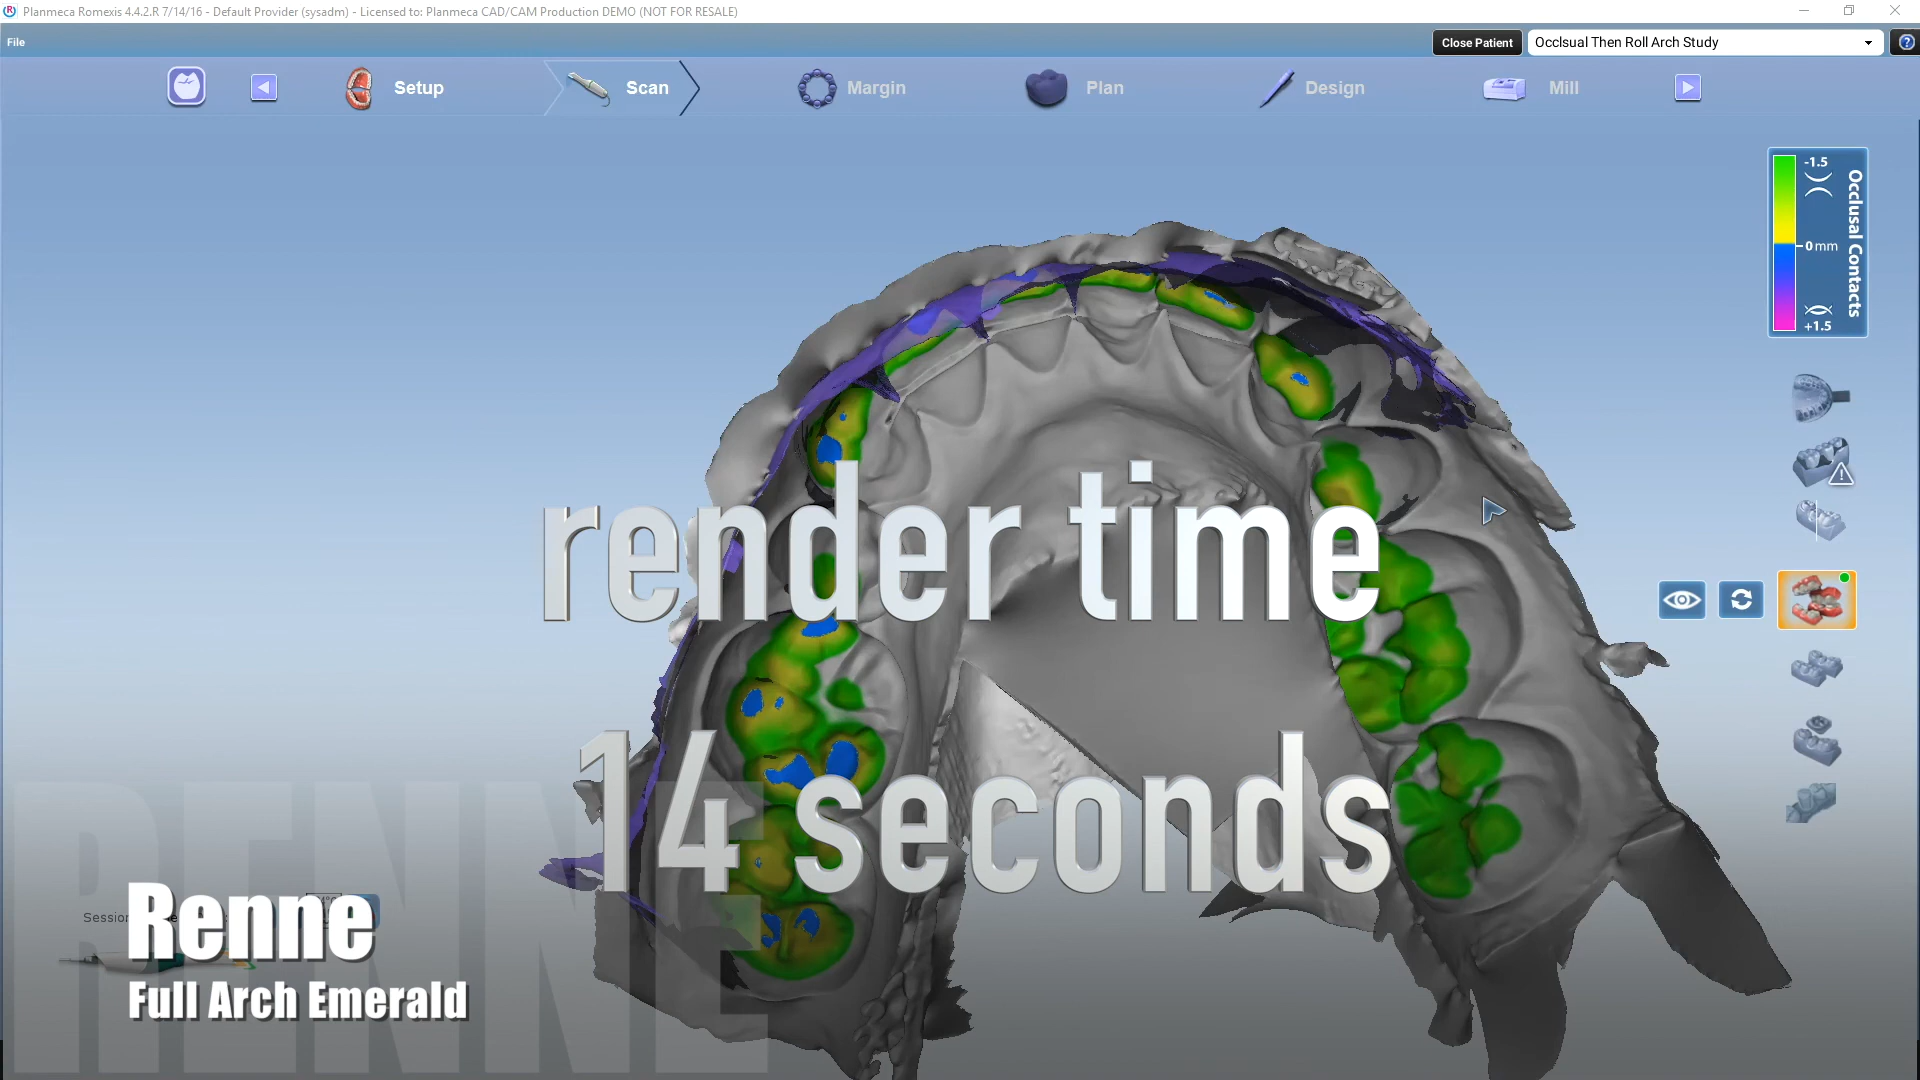 Planmeca Romexis 4.4.2.R 7/14/16 - Default Provider (sysadm) - Licensed to: Planmeca CAD/CAM Production DEMO (NOT FOR RESALE)
File
Close Patient
Occlsual Then Roll Arch Study
Setup
Scan
Margin
Plan
Design
Mill
-1.5
0 mm
+1.5
Occlusal Contacts
render time
14 seconds
RENNE
Session
Renne
Full Arch Emerald